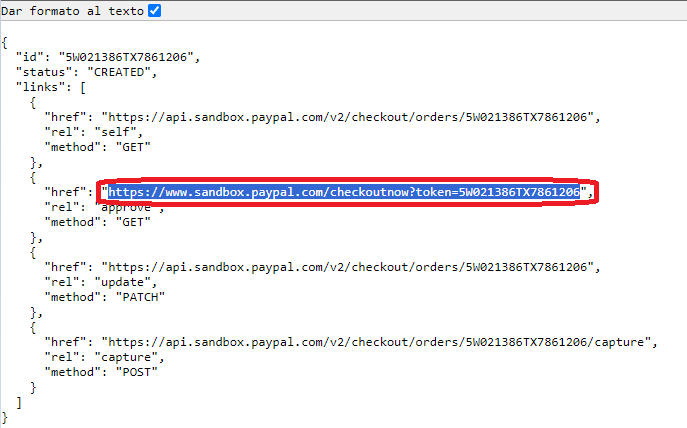 Dar formato al texto
{
"id": "5W021386TX7861206",
"status": "CREATED",
"links": [
{
"href": "https://api.sandbox.paypal.com/v2/checkout/orders/5W021386TX7861206",
"rel": "self",
"method": "GET"
},
{
"href": "https://www.sandbox.paypal.com/checkoutnow?token=5W021386TX7861206",
"rel": "approve",
"method": "GET"
},
{
"href": "https://api.sandbox.paypal.com/v2/checkout/orders/5W021386TX7861206",
"rel": "update",
"method": "PATCH"
},
{
"href": "https://api.sandbox.paypal.com/v2/checkout/orders/5W021386TX7861206/capture",
"rel": "capture",
"method": "POST"
}
]
}